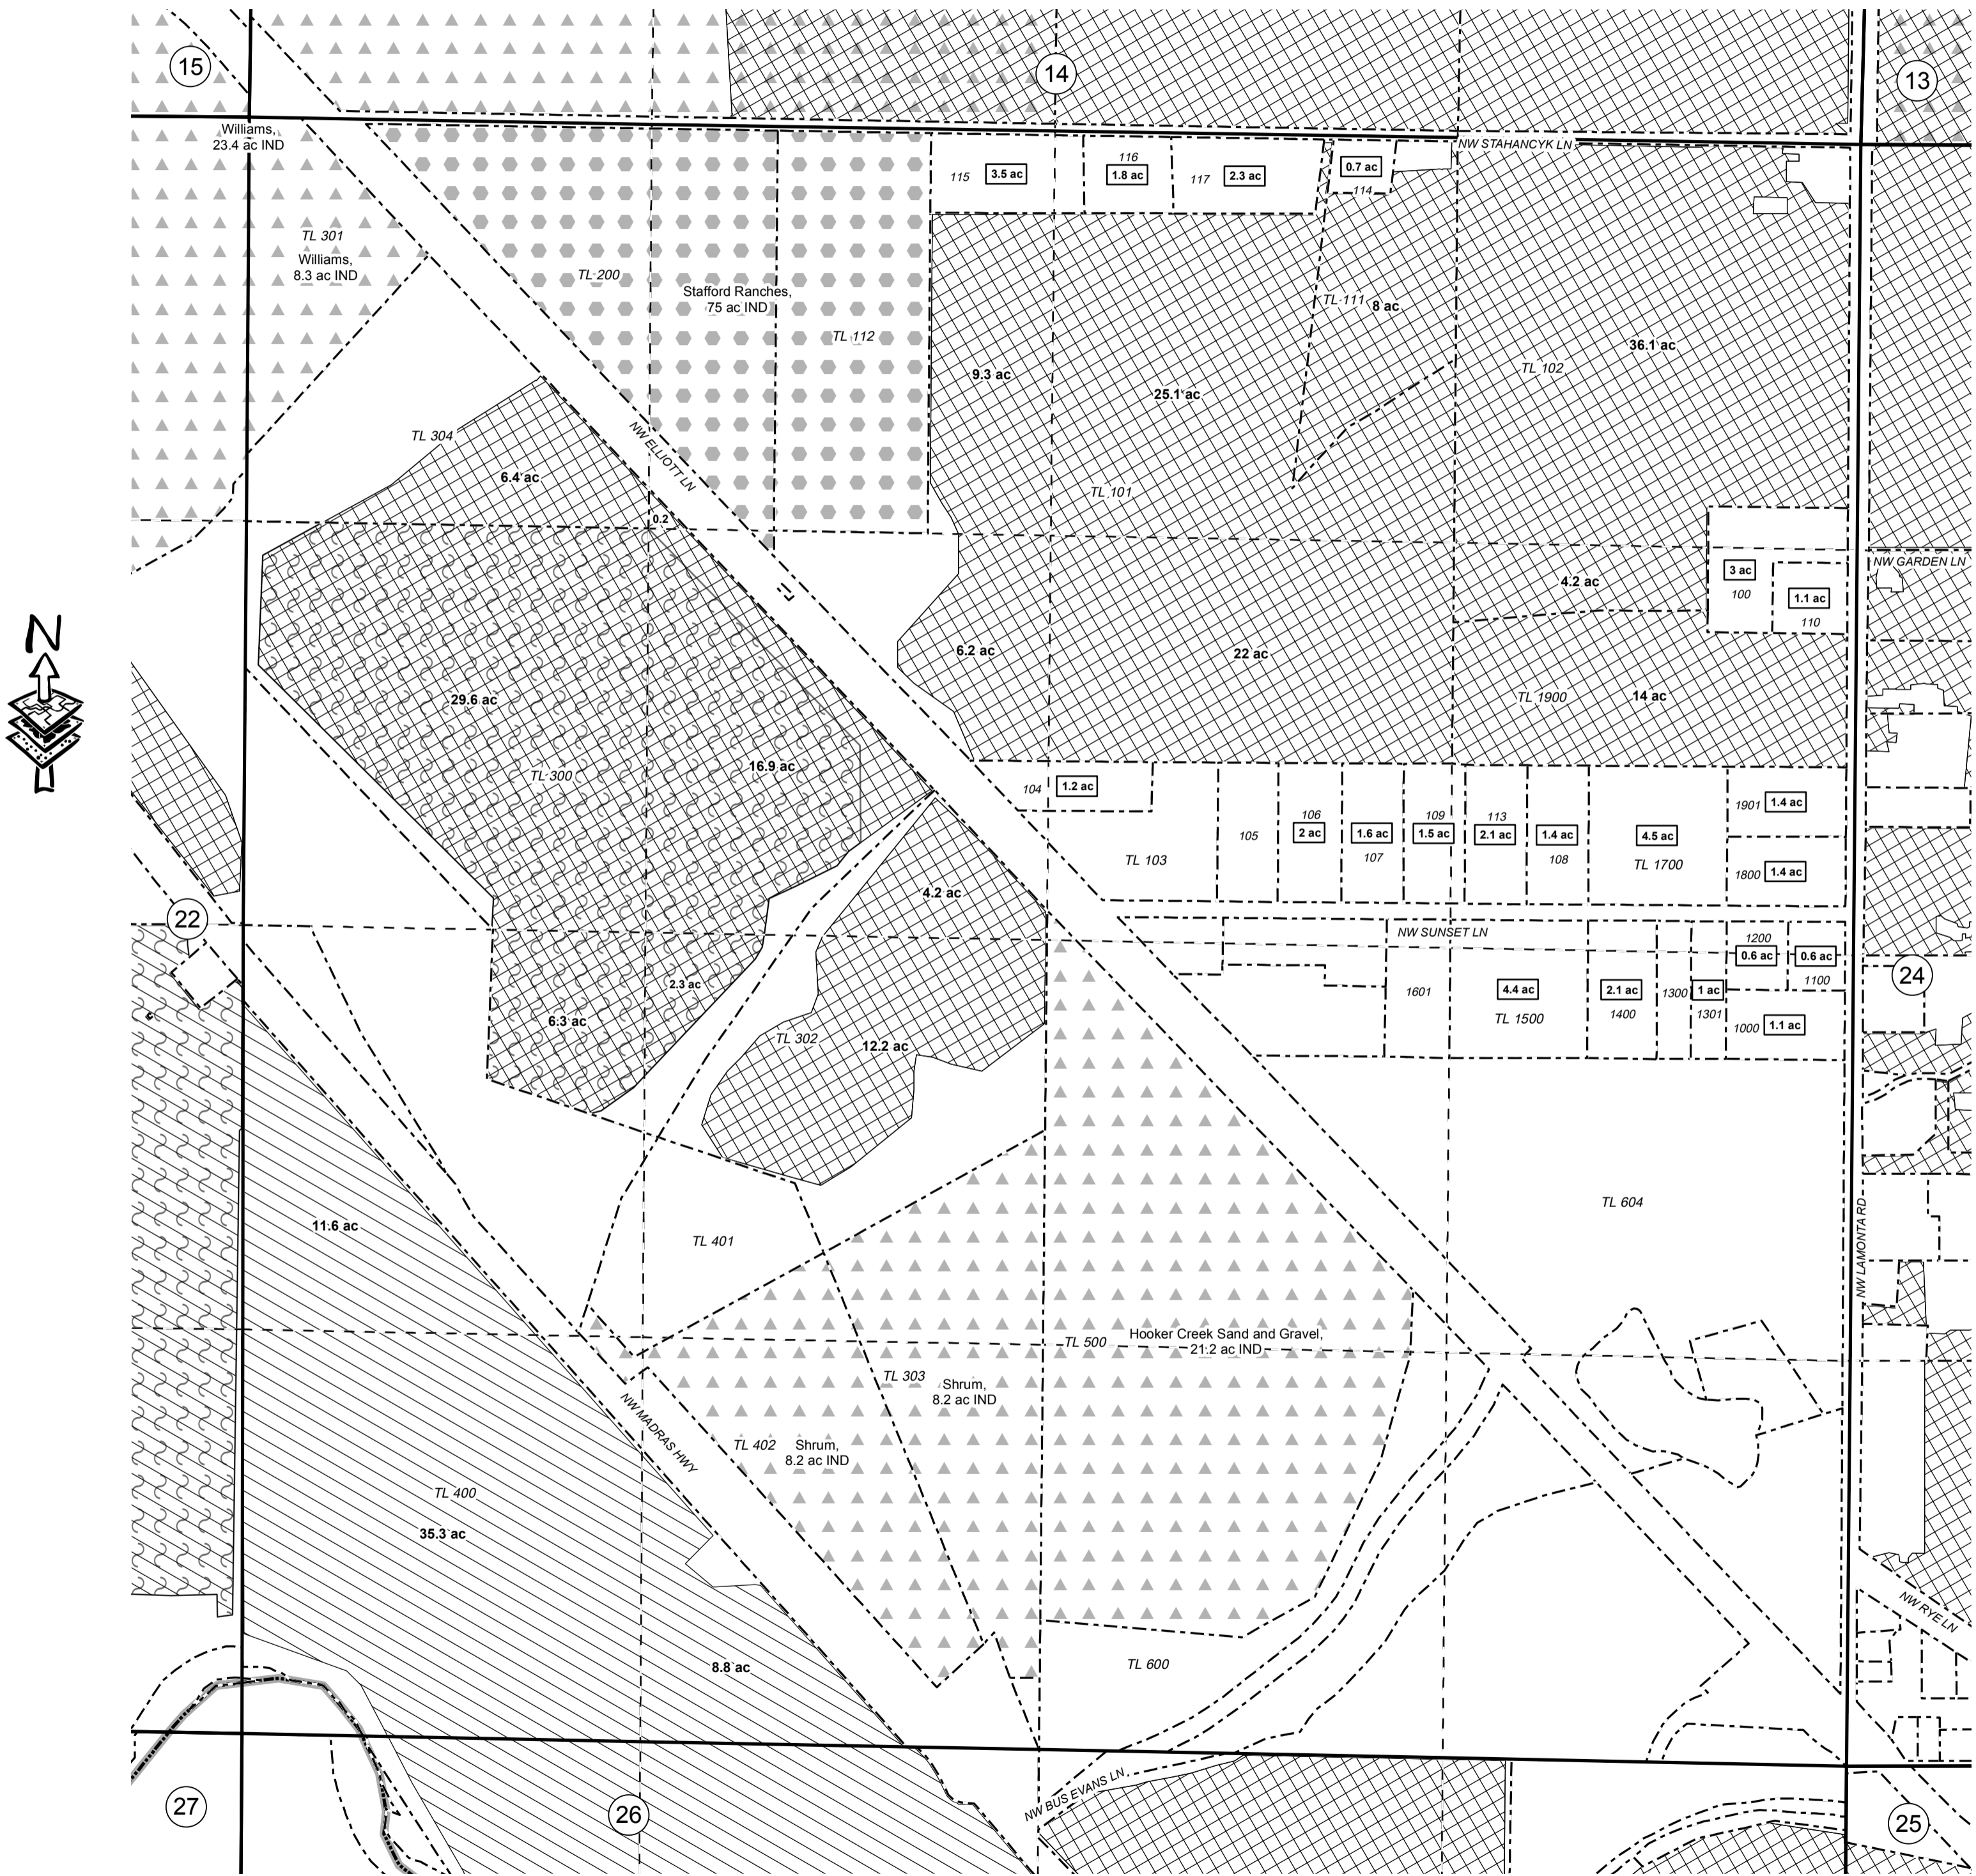 15
14
13
Williams,
23.4 ac IND
NW STAHANCYK LN
115
3.5 ac
116
1.8 ac
117
2.3 ac
0.7 ac
114
TL 301
Williams,
8.3 ac IND
TL 200
Stafford Ranches,
75 ac IND
TL 112
TL 111
8 ac
36.1 ac
TL 102
9.3 ac
25.1 ac
TL 304
NW ELLIOTT LN
6.4 ac
TL 101
0.2
NW GARDEN LN
4.2 ac
3 ac
100
1.1 ac
110
N
6.2 ac
22 ac
29.6 ac
TL 1900
14 ac
16.9 ac
TL 300
104
1.2 ac
105
106
2 ac
1.6 ac
107
109
1.5 ac
113
2.1 ac
1.4 ac
108
4.5 ac
TL 1700
1901
1.4 ac
1800
1.4 ac
TL 103
4.2 ac
22
NW SUNSET LN
1200
0.6 ac
0.6 ac
1100
24
2.3 ac
6.3 ac
1601
4.4 ac
TL 1500
2.1 ac
1400
1300
1 ac
1301
1000
1.1 ac
TL 302
12.2 ac
TL 604
11.6 ac
TL 401
NW LAMONTA RD
TL 500
Hooker Creek Sand and Gravel,
21.2 ac IND
TL 303
Shrum,
8.2 ac IND
NW MADRAS HWY
TL 402
Shrum,
8.2 ac IND
TL 400
35.3 ac
NW RYE LN
8.8 ac
TL 600
NW BUS EVANS LN
27
26
25